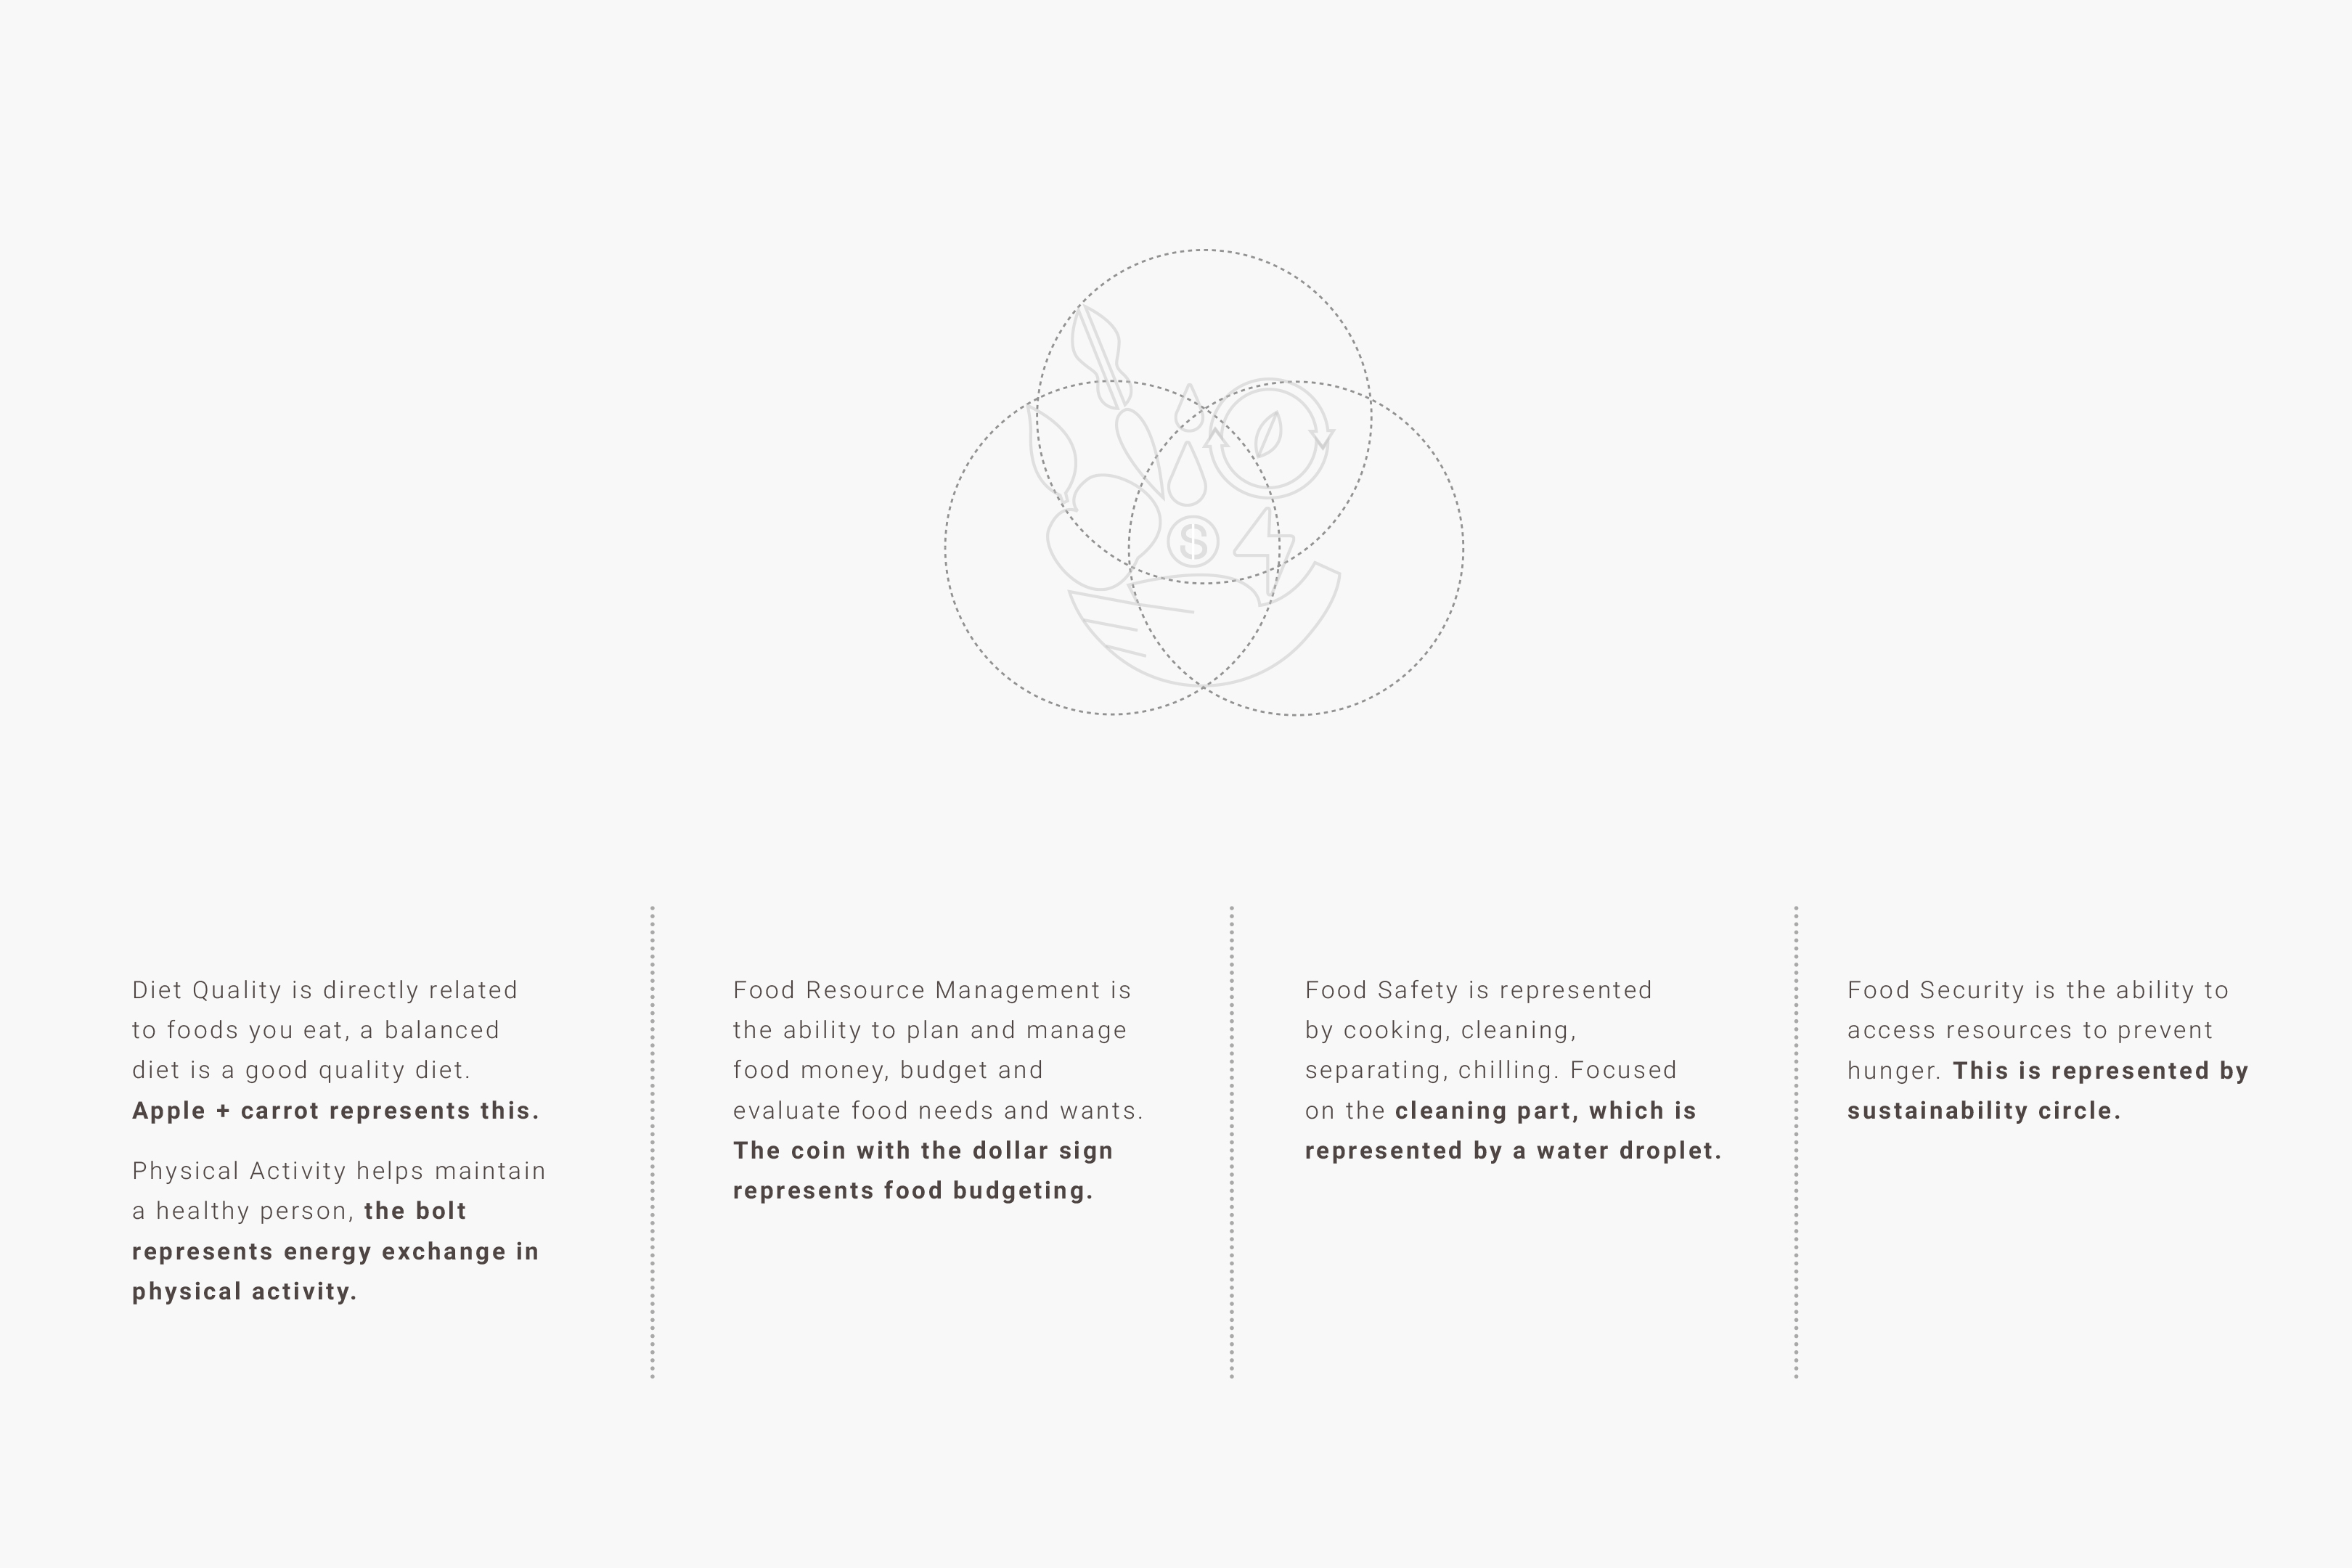 $
Diet Quality is directly related
to foods you eat, a balanced
diet is a good quality diet.
Apple + carrot represents this.
Physical Activity helps maintain
a healthy person, the bolt
represents energy exchange in
physical activity.
Food Resource Management is
the ability to plan and manage
food money, budget and
evaluate food needs and wants.
The coin with the dollar sign
represents food budgeting.
Food Safety is represented
by cooking, cleaning,
separating, chilling. Focused
on the cleaning part, which is
represented by a water droplet.
Food Security is the ability to
access resources to prevent
hunger. This is represented by
sustainability circle.